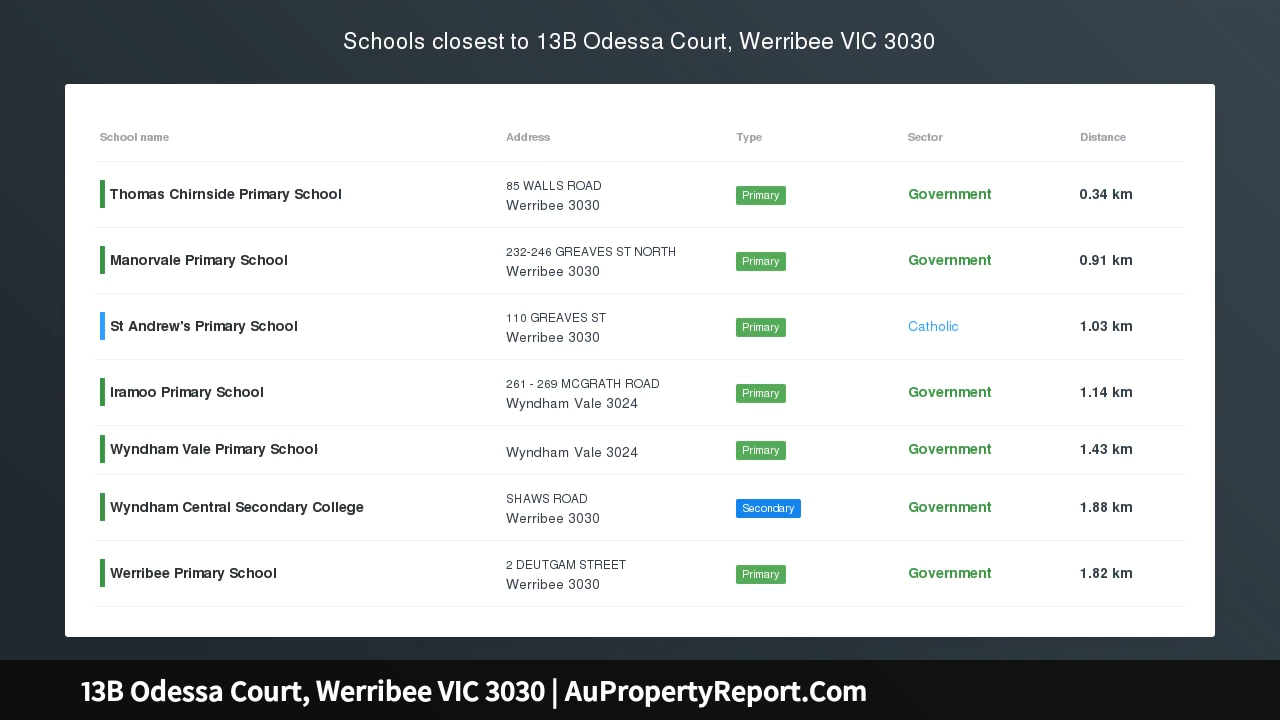 Schools closest to 13B Odessa Court, Werribee VIC 3030
School name Address Type Sector Distance
Thomas Chirnside Primary School 85 WALLS ROAD Werribee 3030 Primary Government 0.34 km
Manorvale Primary School 232-246 GREAVES ST NORTH Werribee 3030 Primary Government 0.91 km
St Andrew's Primary School 110 GREAVES ST Werribee 3030 Primary Catholic 1.03 km
Iramoo Primary School 261 - 269 MCGRATH ROAD Wyndham Vale 3024 Primary Government 1.14 km
Wyndham Vale Primary School Wyndham Vale 3024 Primary Government 1.43 km
Wyndham Central Secondary College SHAWS ROAD Werribee 3030 Secondary Government 1.88 km
Werribee Primary School 2 DEUTGAM STREET Werribee 3030 Primary Government 1.82 km
13B Odessa Court, Werribee VIC 3030 | AuPropertyReport.Com